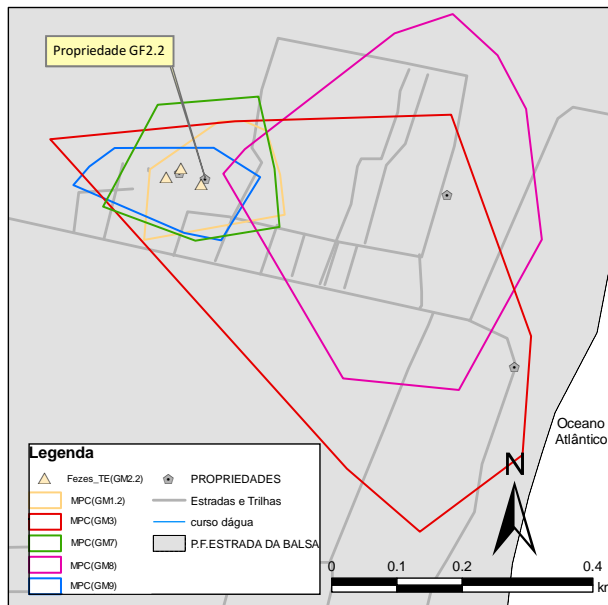 Propriedade GF2.2
Oceano
Atlântico
Legenda
Fezes_TE(GM2.2)
PROPRIEDADES
MPC(GM1.2)
Estradas e Trilhas
MPC(GM3)
curso dágua
MPC(GM7)
P.F.ESTRADA DA BALSA
MPC(GM8)
MPC(GM9)
N
0 0.1 0.2 0.4
km